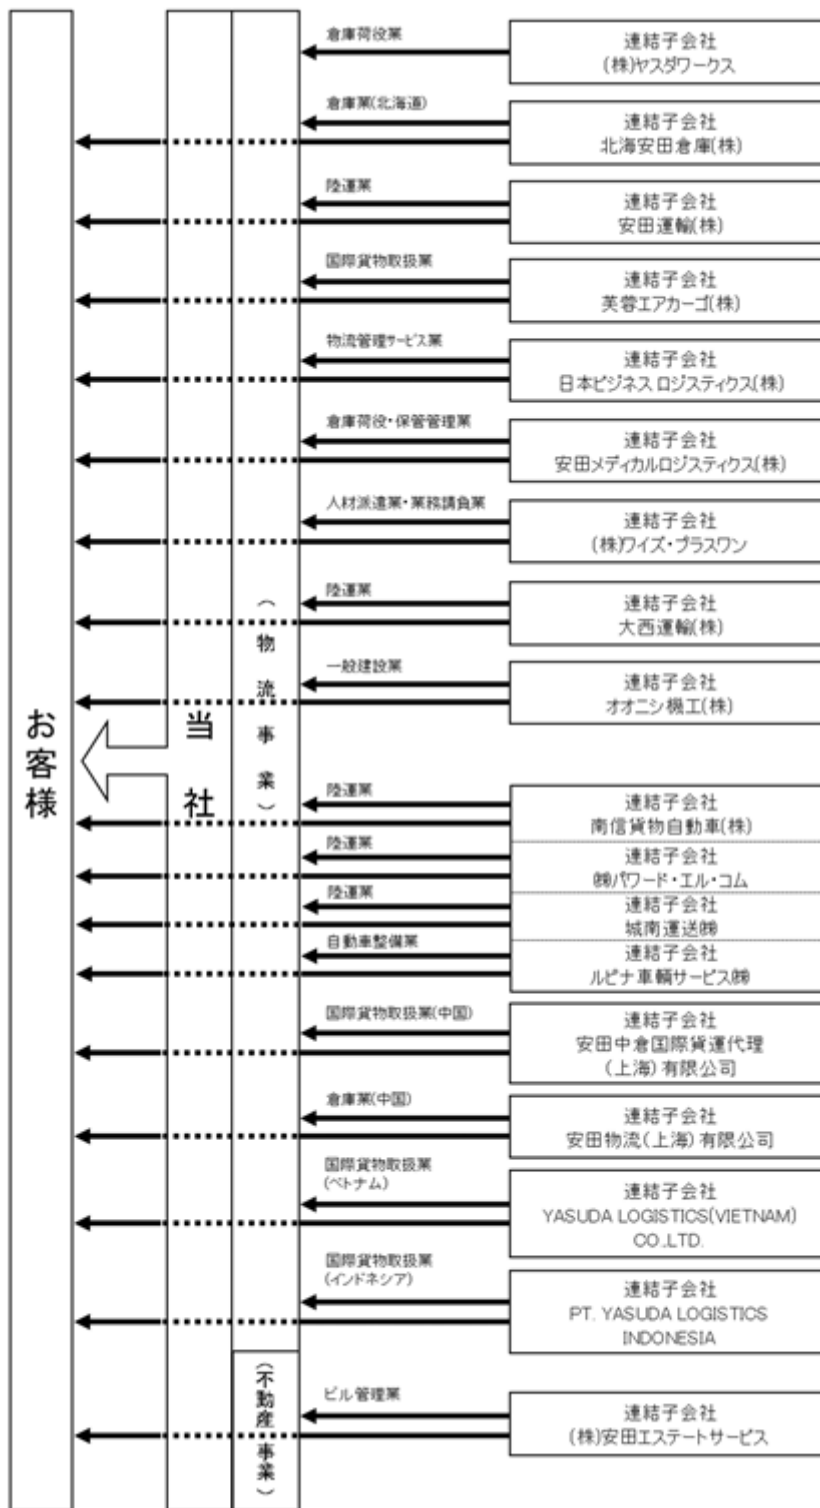 お客様
当社
（物流事業）
（不動産事業）
倉庫荷役業
連結子会社
(株)ヤスダワークス
倉庫業(北海道)
連結子会社
北海安田倉庫(株)
陸運業
連結子会社
安田運輸(株)
国際貨物取扱業
連結子会社
芙蓉エアカーゴ(株)
物流管理サービス業
連結子会社
日本ビジネス ロジスティクス(株)
倉庫荷役・保管管理業
連結子会社
安田メディカルロジスティクス(株)
人材派遣業・業務請負業
連結子会社
(株)ワイズ・プラスワン
陸運業
連結子会社
大西運輸(株)
一般建設業
連結子会社
オオニシ機工(株)
陸運業
連結子会社
南信貨物自動車(株)
陸運業
連結子会社
㈱パワード・エル・コム
陸運業
連結子会社
城南運送㈱
自動車整備業
連結子会社
ルビナ車輌サービス㈱
国際貨物取扱業(中国)
連結子会社
安田中倉国際貨運代理
(上海)有限公司
倉庫業(中国)
連結子会社
安田物流(上海)有限公司
国際貨物取扱業
(ベトナム)
連結子会社
YASUDA LOGISTICS(VIETNAM)
CO.,LTD.
国際貨物取扱業
(インドネシア)
連結子会社
PT. YASUDA LOGISTICS
INDONESIA
ビル管理業
連結子会社
(株)安田エステートサービス